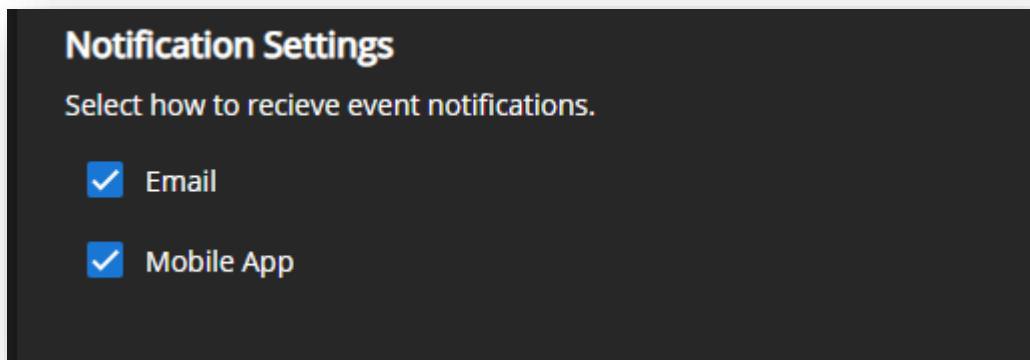 Notification Settings
Select how to recieve event notifications.
Email
Mobile App